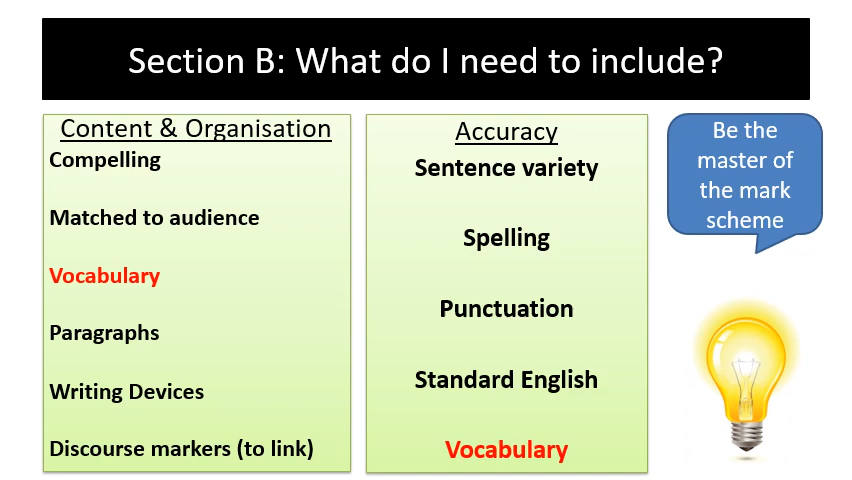 Section B: What do I need to include?
Content & Organisation
Compelling
Matched to audience
Vocabulary
Paragraphs
Writing Devices
Discourse markers (to link)
Accuracy
Sentence variety
Spelling
Punctuation
Standard English
Vocabulary
Be the
master of
the mark
scheme